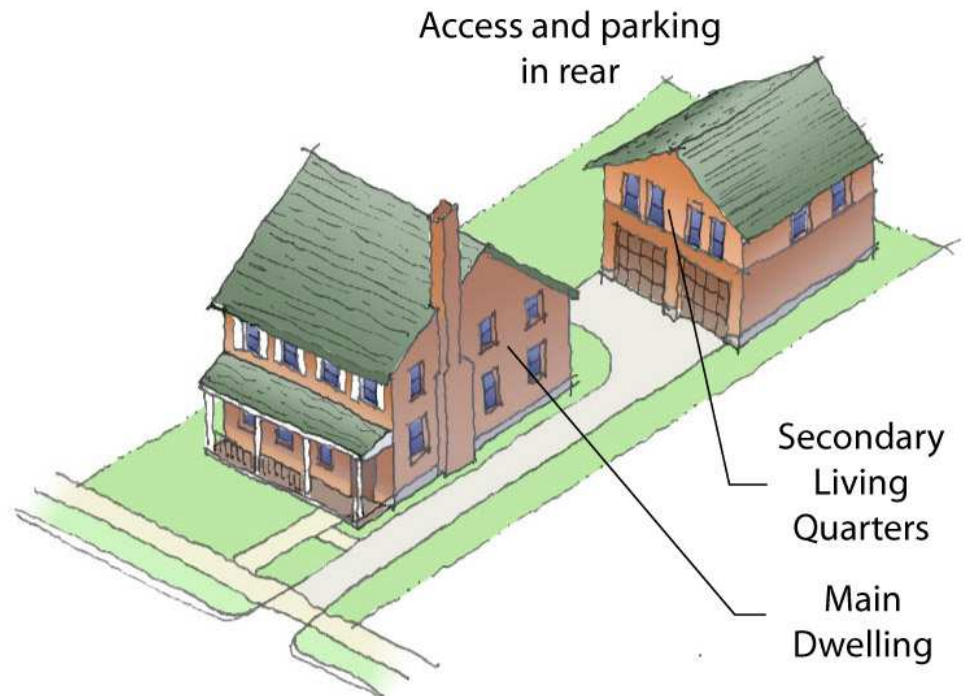 Access and parking
in rear
Secondary
Living
Quarters
Main
Dwelling